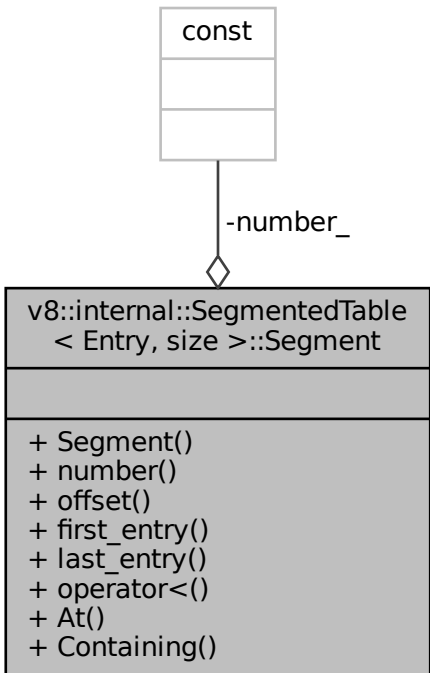 const
-number_
v8::internal::SegmentedTable
< Entry, size >::Segment
+ Segment()
+ number()
+ offset()
+ first_entry()
+ last_entry()
+ operator<()
+ At()
+ Containing()